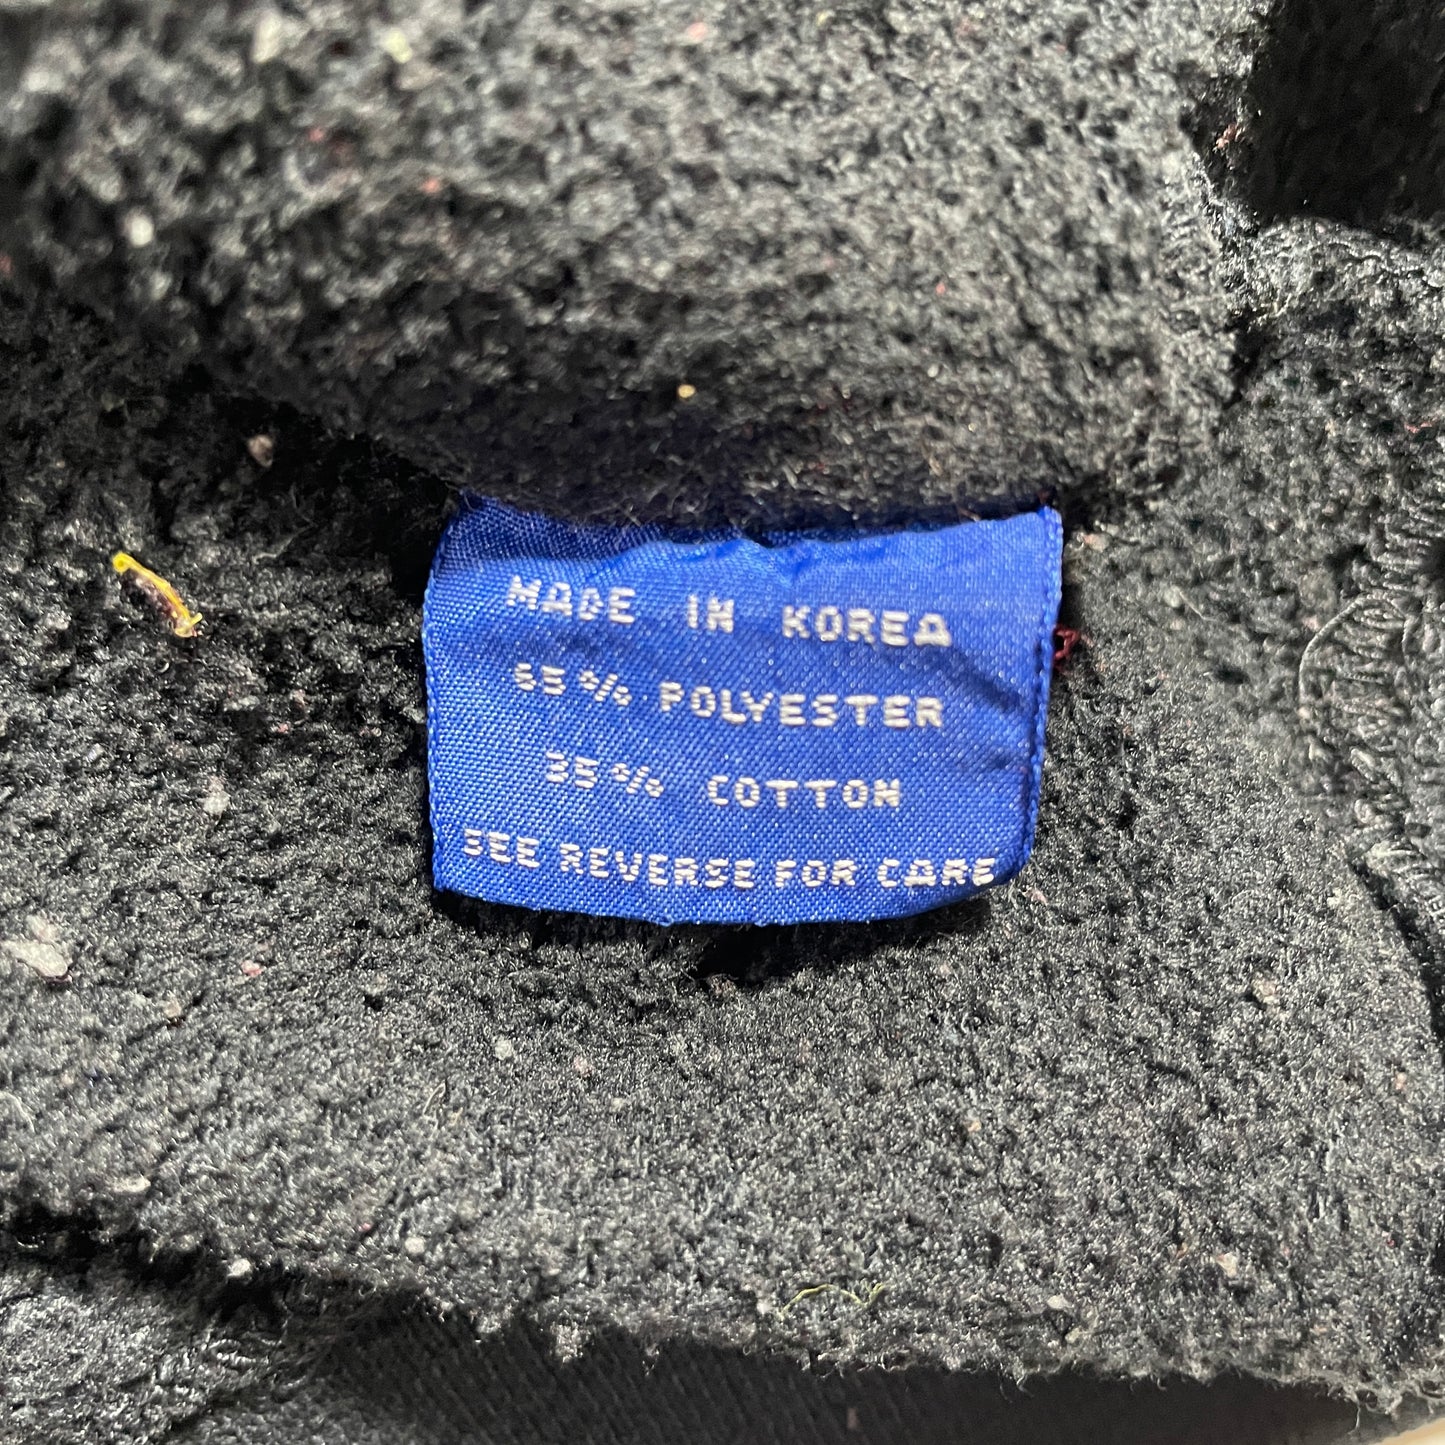 MADE IN KOREA
65% POLYESTER
35% COTTON
SEE REVERSE FOR CARE